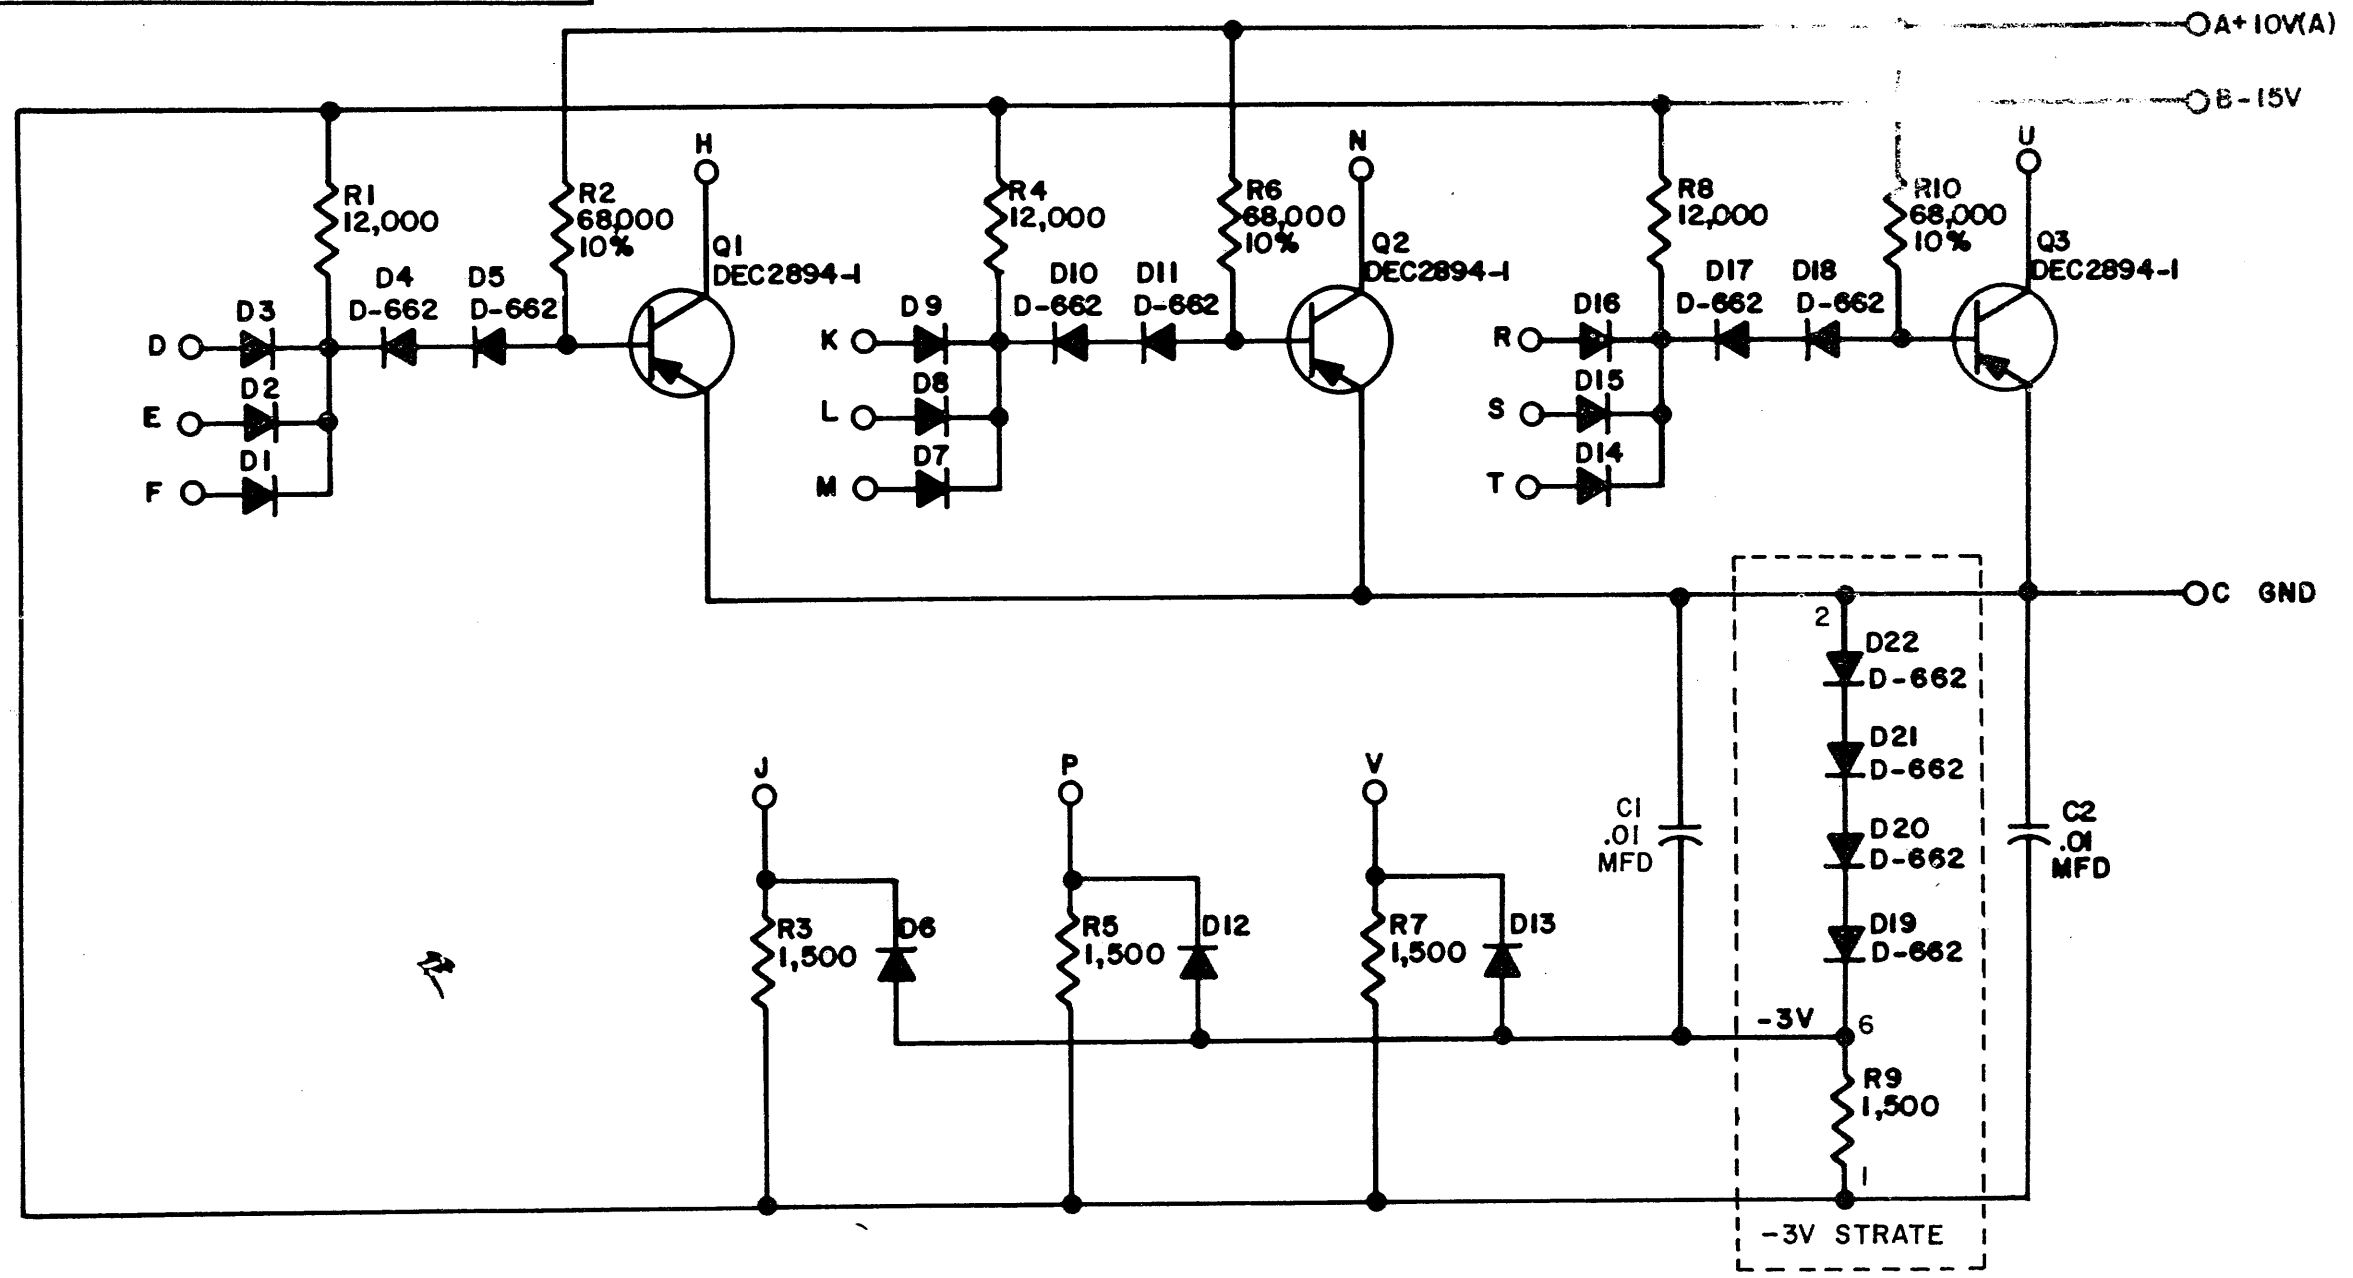 A+10V(A)
B-15V
H
N
U
R1
12,000
R2
68,000
10%
Q1
DEC2894-1
R4
12,000
R6
68,000
10%
Q2
DEC2894-1
R8
12,000
R10
68,000
10%
Q3
DEC2894-1
D4
D-662
D5
D-662
D10
D-662
D11
D-662
D17
D-662
D18
D-662
D
D3
E
D2
F
D1
K
D9
L
D8
M
D7
R
D16
S
D15
T
D14
C GND
2
D22
D-662
D21
D-662
D20
D-662
D19
D-662
J
P
V
C1
.01
MFD
C2
.01
MFD
R3
1,500
D6
R5
1,500
D12
R7
1,500
D13
-3V
6
R9
1,500
1
-3V STRATE